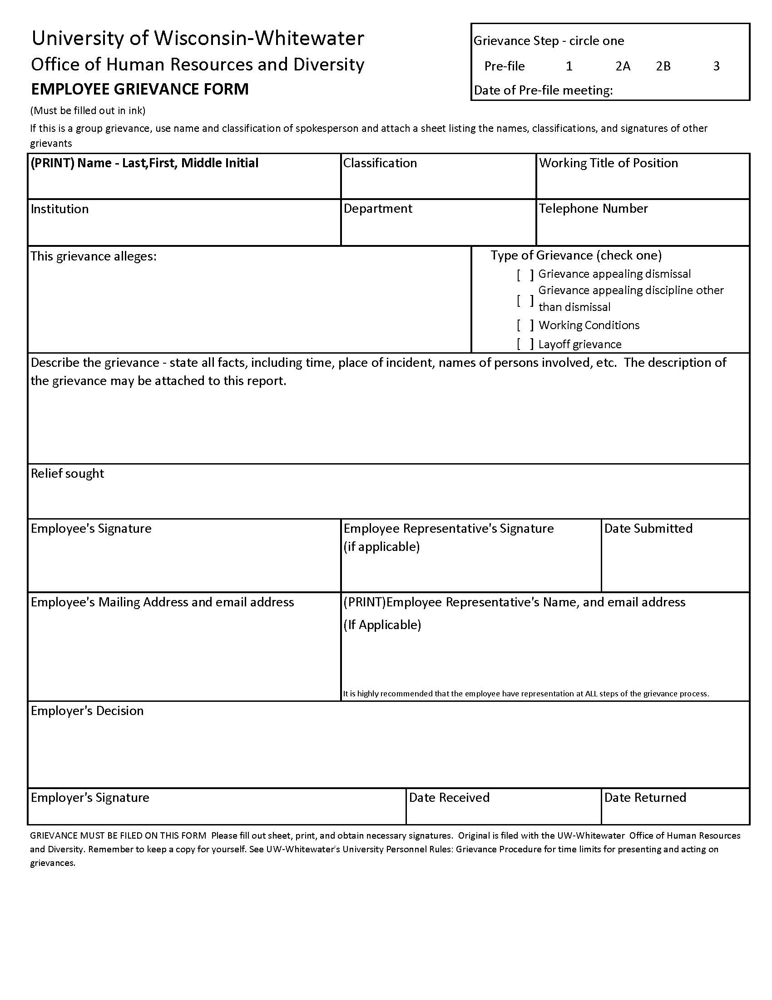 University of Wisconsin-Whitewater
Office of Human Resources and Diversity
EMPLOYEE GRIEVANCE FORM
Grievance Step - circle one
Pre-file 1 2A 2B 3
Date of Pre-file meeting:
(Must be filled out in ink)
If this is a group grievance, use name and classification of spokesperson and attach a sheet listing the names, classifications, and signatures of other
grievants
(PRINT) Name - Last,First, Middle Initial
Classification
Working Title of Position
Institution
Department
Telephone Number
This grievance alleges:
Type of Grievance (check one)
[ ] Grievance appealing dismissal
Grievance appealing discipline other
[ ] than dismissal
[ ] Working Conditions
[ ] Layoff grievance
Describe the grievance - state all facts, including time, place of incident, names of persons involved, etc. The description of
the grievance may be attached to this report.
Relief sought
Employee's Signature
Employee Representative's Signature
(if applicable)
Date Submitted
Employee's Mailing Address and email address
(PRINT)Employee Representative's Name, and email address
(If Applicable)
It is highly recommended that the employee have representation at ALL steps of the grievance process.
Employer's Decision
Employer's Signature
Date Received
Date Returned
GRIEVANCE MUST BE FILED ON THIS FORM Please fill out sheet, print, and obtain necessary signatures. Original is filed with the UW-Whitewater Office of Human Resources
and Diversity. Remember to keep a copy for yourself. See UW-Whitewater's University Personnel Rules: Grievance Procedure for time limits for presenting and acting on
grievances.